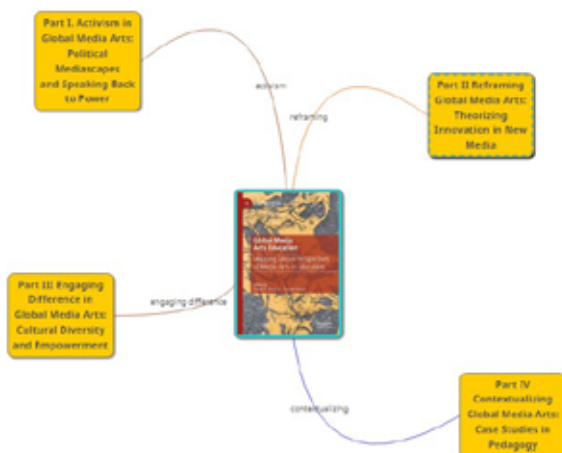 Part I. Activism in
Global Media Arts:
Political
Mediascapes
and Speaking Back
to Power
activism
reframing
Part II Reframing
Global Media Arts:
Theorizing
Innovation in New
Media
Global Media
Arts Education
Part III Engaging
Difference in
Global Media Arts:
Cultural Diversity
and Empowerment
engaging difference
contextualizing
Part IV
Contextualizing
Global Media Arts:
Case Studies in
Pedagogy